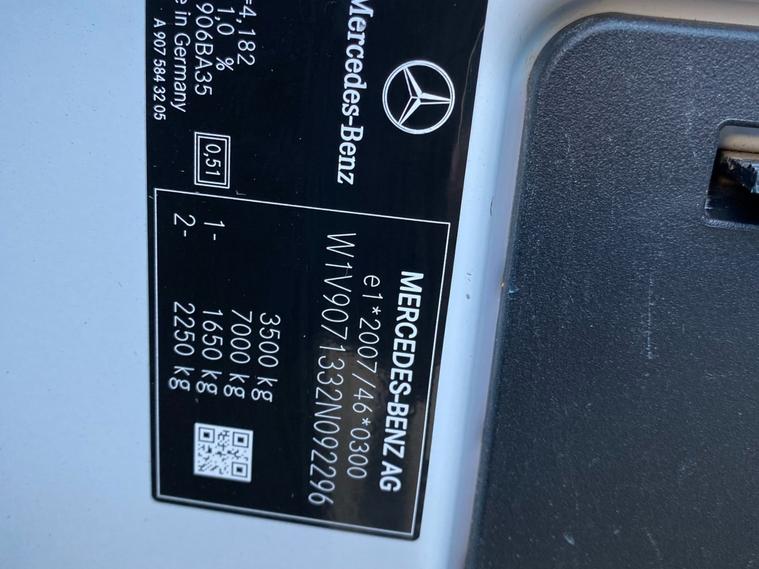 Mercedes-Benz
=4,182
1,0 %
906BA35
e in Germany
A 907 584 32 05
0,51
MERCEDES-BENZ AG
e1*2007/46*0300
W1V9071332N092296
3500 kg
7000 kg
1- 1650 kg
2- 2250 kg